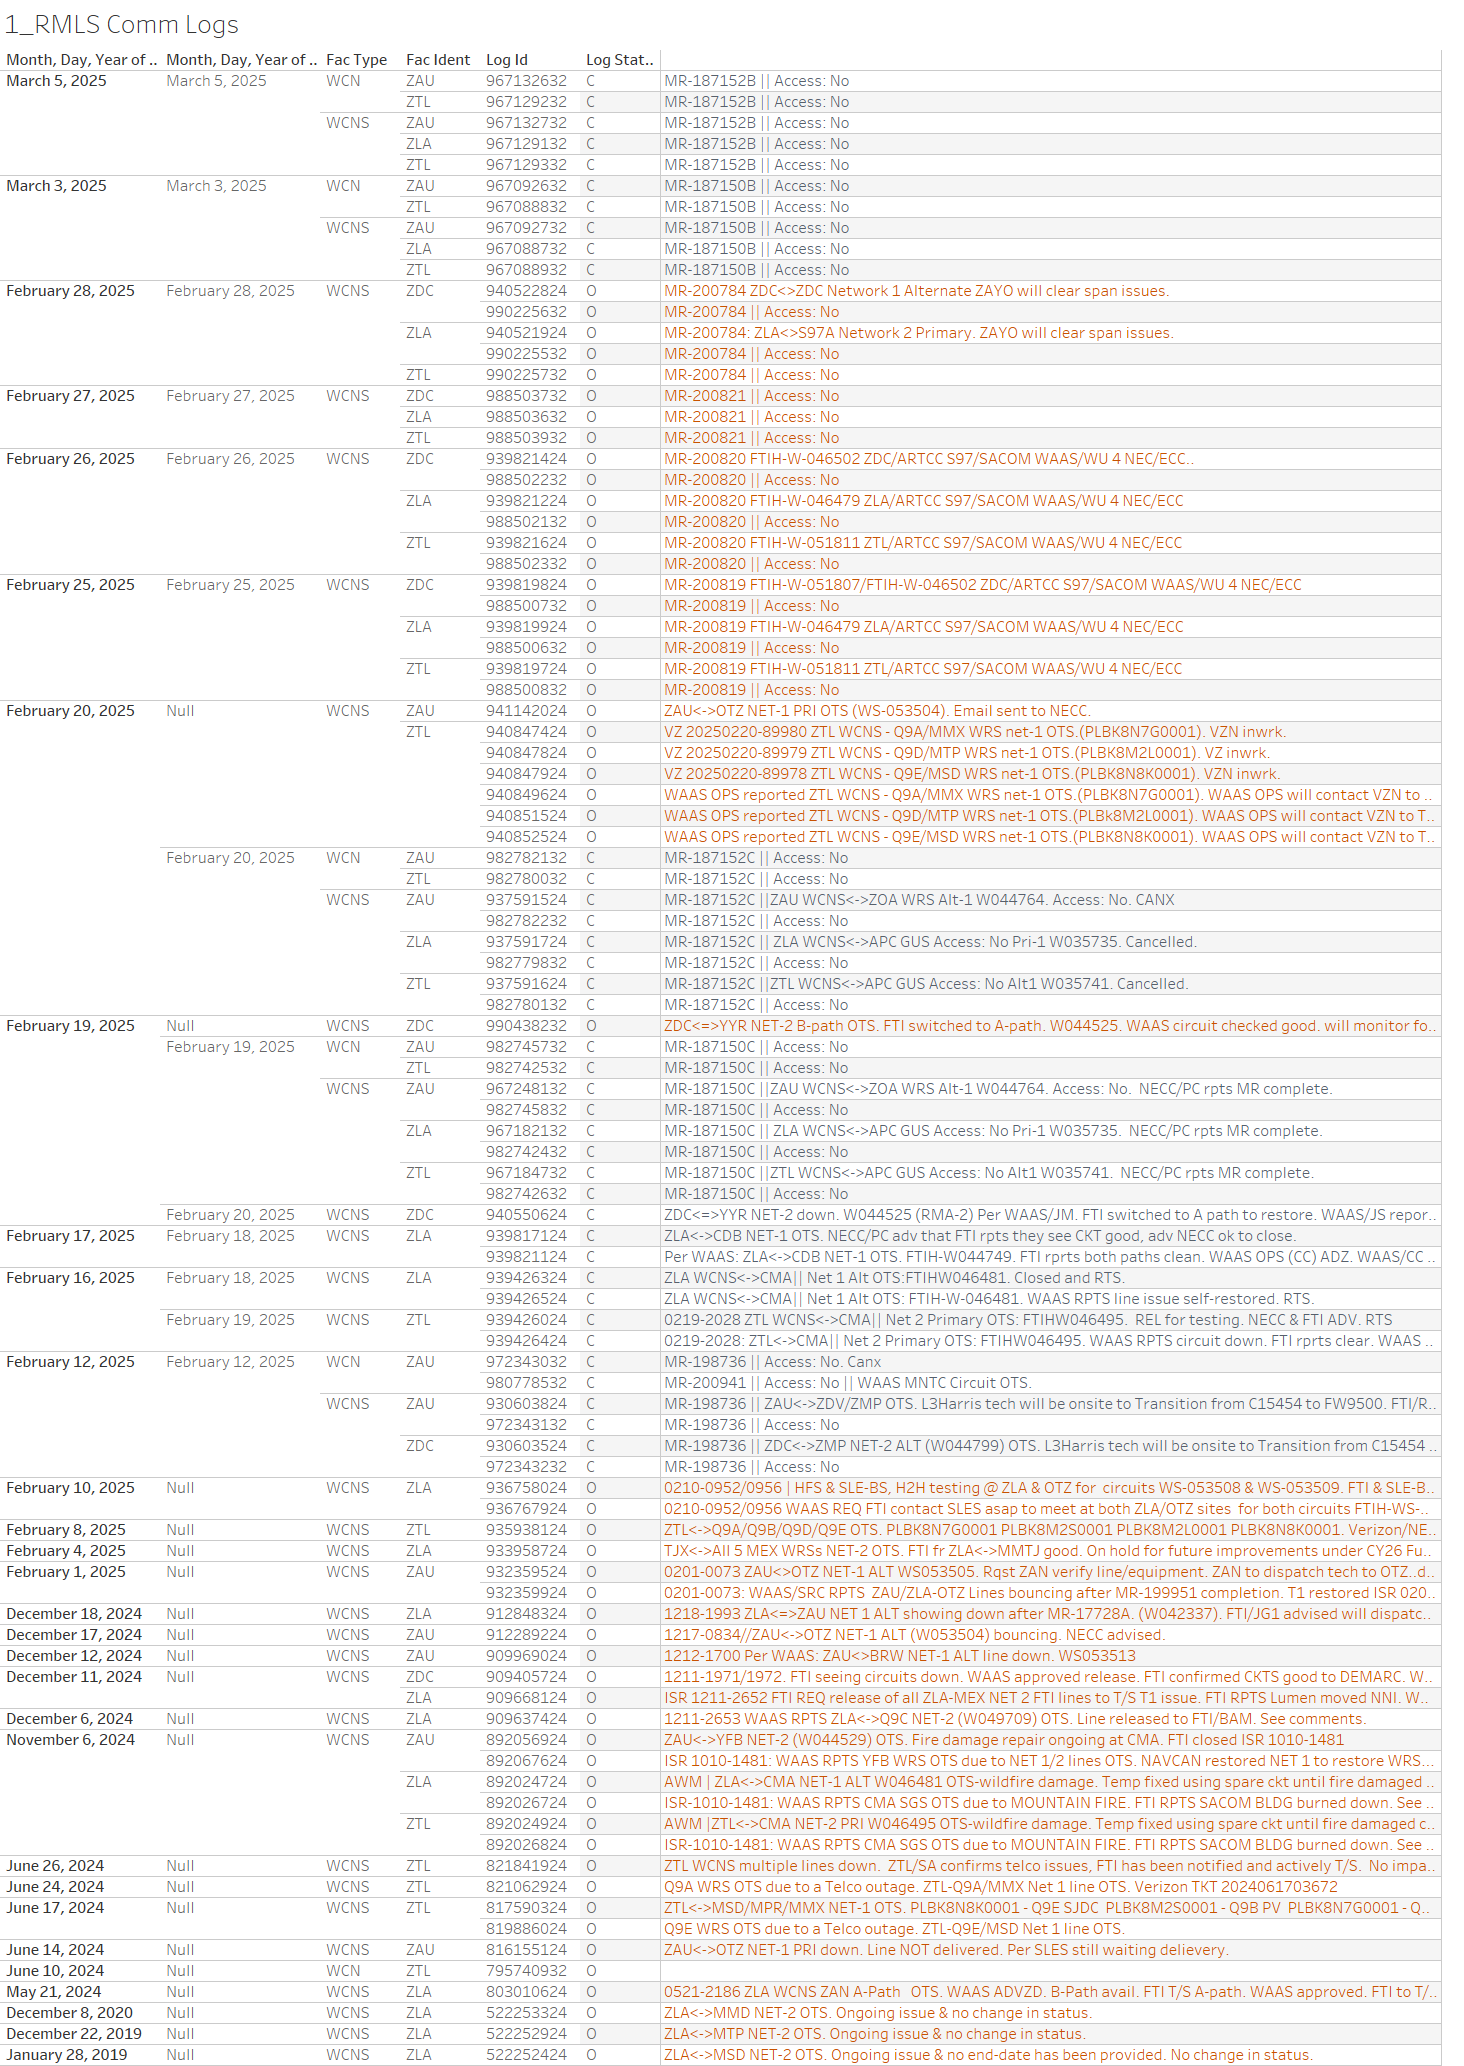 1_RMLS Comm Logs
Month, Day, Year of .. Month, Day, Year of .. Fac Type Fac Ident Log Id Log Stat..
March 5, 2025 March 5, 2025 WCN ZAU 967132632 C MR-187152B || Access: No
ZTL 967129232 C MR-187152B || Access: No
WCNS ZAU 967132732 C MR-187152B || Access: No
ZLA 967129132 C MR-187152B || Access: No
ZTL 967129332 C MR-187152B || Access: No
March 3, 2025 March 3, 2025 WCN ZAU 967092632 C MR-187150B || Access: No
ZTL 967088832 C MR-187150B || Access: No
WCNS ZAU 967092732 C MR-187150B || Access: No
ZLA 967088732 C MR-187150B || Access: No
ZTL 967088932 C MR-187150B || Access: No
February 28, 2025 February 28, 2025 WCNS ZDC 940522824 O MR-200784 ZDC<>ZDC Network 1 Alternate ZAYO will clear span issues.
990225632 O MR-200784 || Access: No
ZLA 940521924 O MR-200784: ZLA<>S97A Network 2 Primary. ZAYO will clear span issues.
990225532 O MR-200784 || Access: No
ZTL 990225732 O MR-200784 || Access: No
February 27, 2025 February 27, 2025 WCNS ZDC 988503732 O MR-200821 || Access: No
ZLA 988503632 O MR-200821 || Access: No
ZTL 988503932 O MR-200821 || Access: No
February 26, 2025 February 26, 2025 WCNS ZDC 939821424 O MR-200820 FTIH-W-046502 ZDC/ARTCC S97/SACOM WAAS/WU 4 NEC/ECC..
988502232 O MR-200820 || Access: No
ZLA 939821224 O MR-200820 FTIH-W-046479 ZLA/ARTCC S97/SACOM WAAS/WU 4 NEC/ECC
988502132 O MR-200820 || Access: No
ZTL 939821624 O MR-200820 FTIH-W-051811 ZTL/ARTCC S97/SACOM WAAS/WU 4 NEC/ECC
988502332 O MR-200820 || Access: No
February 25, 2025 February 25, 2025 WCNS ZDC 939819824 O MR-200819 FTIH-W-051807/FTIH-W-046502 ZDC/ARTCC S97/SACOM WAAS/WU 4 NEC/ECC
988500732 O MR-200819 || Access: No
ZLA 939819924 O MR-200819 FTIH-W-046479 ZLA/ARTCC S97/SACOM WAAS/WU 4 NEC/ECC
988500632 O MR-200819 || Access: No
ZTL 939819724 O MR-200819 FTIH-W-051811 ZTL/ARTCC S97/SACOM WAAS/WU 4 NEC/ECC
988500832 O MR-200819 || Access: No
February 20, 2025 Null WCNS ZAU 941142024 O ZAU<->OTZ NET-1 PRI OTS (WS-053504). Email sent to NECC.
ZTL 940847424 O VZ 20250220-89980 ZTL WCNS - Q9A/MMX WRS net-1 OTS.(PLBK8N7G0001). VZN inwrk.
940847824 O VZ 20250220-89979 ZTL WCNS - Q9D/MTP WRS net-1 OTS.(PLBK8M2L0001). VZ inwrk.
940847924 O VZ 20250220-89978 ZTL WCNS - Q9E/MSD WRS net-1 OTS.(PLBK8N8K0001). VZN inwrk.
940849624 O WAAS OPS reported ZTL WCNS - Q9A/MMX WRS net-1 OTS.(PLBK8N7G0001). WAAS OPS will contact VZN to ..
940851524 O WAAS OPS reported ZTL WCNS - Q9D/MTP WRS net-1 OTS.(PLBk8M2L0001). WAAS OPS will contact VZN to T..
940852524 O WAAS OPS reported ZTL WCNS - Q9E/MSD WRS net-1 OTS.(PLBK8N8K0001). WAAS OPS will contact VZN to T..
February 20, 2025 WCN ZAU 982782132 C MR-187152C || Access: No
ZTL 982780032 C MR-187152C || Access: No
WCNS ZAU 937591524 C MR-187152C ||ZAU WCNS<->ZOA WRS Alt-1 W044764. Access: No. CANX
982782232 C MR-187152C || Access: No
ZLA 937591724 C MR-187152C || ZLA WCNS<->APC GUS Access: No Pri-1 W035735. Cancelled.
982779832 C MR-187152C || Access: No
ZTL 937591624 C MR-187152C ||ZTL WCNS<->APC GUS Access: No Alt1 W035741. Cancelled.
982780132 C MR-187152C || Access: No
February 19, 2025 Null WCNS ZDC 990438232 O ZDC<=>YYR NET-2 B-path OTS. FTI switched to A-path. W044525. WAAS circuit checked good. will monitor fo..
February 19, 2025 WCN ZAU 982745732 C MR-187150C || Access: No
ZTL 982742532 C MR-187150C || Access: No
WCNS ZAU 967248132 C MR-187150C ||ZAU WCNS<->ZOA WRS Alt-1 W044764. Access: No.  NECC/PC rpts MR complete.
982745832 C MR-187150C || Access: No
ZLA 967182132 C MR-187150C || ZLA WCNS<->APC GUS Access: No Pri-1 W035735.  NECC/PC rpts MR complete.
982742432 C MR-187150C || Access: No
ZTL 967184732 C MR-187150C ||ZTL WCNS<->APC GUS Access: No Alt1 W035741.  NECC/PC rpts MR complete.
982742632 C MR-187150C || Access: No
February 20, 2025 WCNS ZDC 940550624 C ZDC<=>YYR NET-2 down. W044525 (RMA-2) Per WAAS/JM. FTI switched to A path to restore. WAAS/JS repor..
February 17, 2025 February 18, 2025 WCNS ZLA 939817124 C ZLA<->CDB NET-1 OTS. NECC/PC adv that FTI rpts they see CKT good, adv NECC ok to close.
939821124 C Per WAAS: ZLA<->CDB NET-1 OTS. FTIH-W044749. FTI rprts both paths clean. WAAS OPS (CC) ADZ. WAAS/CC ..
February 16, 2025 February 18, 2025 WCNS ZLA 939426324 C ZLA WCNS<->CMA|| Net 1 Alt OTS:FTIHW046481. Closed and RTS.
939426524 C ZLA WCNS<->CMA|| Net 1 Alt OTS: FTIH-W-046481. WAAS RPTS line issue self-restored. RTS.
February 19, 2025 WCNS ZTL 939426024 C 0219-2028 ZTL WCNS<->CMA|| Net 2 Primary OTS: FTIHW046495.  REL for testing. NECC & FTI ADV. RTS
939426424 C 0219-2028: ZTL<->CMA|| Net 2 Primary OTS: FTIHW046495. WAAS RPTS circuit down. FTI rprts clear. WAAS ..
February 12, 2025 February 12, 2025 WCN ZAU 972343032 C MR-198736 || Access: No. Canx
980778532 C MR-200941 || Access: No || WAAS MNTC Circuit OTS.
WCNS ZAU 930603824 C MR-198736 || ZAU<->ZDV/ZMP OTS. L3Harris tech will be onsite to Transition from C15454 to FW9500. FTI/R..
972343132 C MR-198736 || Access: No
ZDC 930603524 C MR-198736 || ZDC<->ZMP NET-2 ALT (W044799) OTS. L3Harris tech will be onsite to Transition from C15454 ..
972343232 C MR-198736 || Access: No
February 10, 2025 Null WCNS ZLA 936758024 O 0210-0952/0956 | HFS & SLE-BS, H2H testing @ ZLA & OTZ for  circuits WS-053508 & WS-053509. FTI & SLE-B..
936767924 O 0210-0952/0956 WAAS REQ FTI contact SLES asap to meet at both ZLA/OTZ sites  for both circuits FTIH-WS-..
February 8, 2025 Null WCNS ZTL 935938124 O ZTL<->Q9A/Q9B/Q9D/Q9E OTS. PLBK8N7G0001 PLBK8M2S0001 PLBK8M2L0001 PLBK8N8K0001. Verizon/NE..
February 4, 2025 Null WCNS ZLA 933958724 O TJX<->All 5 MEX WRSs NET-2 OTS. FTI fr ZLA<->MMTJ good. On hold for future improvements under CY26 Fu..
February 1, 2025 Null WCNS ZAU 932359524 O 0201-0073 ZAU<>OTZ NET-1 ALT WS053505. Rqst ZAN verify line/equipment. ZAN to dispatch tech to OTZ..d..
932359924 O 0201-0073: WAAS/SRC RPTS  ZAU/ZLA-OTZ Lines bouncing after MR-199951 completion. T1 restored ISR 020..
December 18, 2024 Null WCNS ZLA 912848324 O 1218-1993 ZLA<=>ZAU NET 1 ALT showing down after MR-17728A. (W042337). FTI/JG1 advised will dispatc..
December 17, 2024 Null WCNS ZAU 912289224 O 1217-0834//ZAU<->OTZ NET-1 ALT (W053504) bouncing. NECC advised.
December 12, 2024 Null WCNS ZAU 909969024 O 1212-1700 Per WAAS: ZAU<>BRW NET-1 ALT line down. WS053513
December 11, 2024 Null WCNS ZDC 909405724 O 1211-1971/1972. FTI seeing circuits down. WAAS approved release. FTI confirmed CKTS good to DEMARC. W..
ZLA 909668124 O ISR 1211-2652 FTI REQ release of all ZLA-MEX NET 2 FTI lines to T/S T1 issue. FTI RPTS Lumen moved NNI. W..
December 6, 2024 Null WCNS ZLA 909637424 O 1211-2653 WAAS RPTS ZLA<->Q9C NET-2 (W049709) OTS. Line released to FTI/BAM. See comments.
November 6, 2024 Null WCNS ZAU 892056924 O ZAU<->YFB NET-2 (W044529) OTS. Fire damage repair ongoing at CMA. FTI closed ISR 1010-1481
892067624 O ISR 1010-1481: WAAS RPTS YFB WRS OTS due to NET 1/2 lines OTS. NAVCAN restored NET 1 to restore WRS...
ZLA 892024724 O AWM | ZLA<->CMA NET-1 ALT W046481 OTS-wildfire damage. Temp fixed using spare ckt until fire damaged ..
892026724 O ISR-1010-1481: WAAS RPTS CMA SGS OTS due to MOUNTAIN FIRE. FTI RPTS SACOM BLDG burned down. See ..
ZTL 892024924 O AWM |ZTL<->CMA NET-2 PRI W046495 OTS-wildfire damage. Temp fixed using spare ckt until fire damaged c..
892026824 O ISR-1010-1481: WAAS RPTS CMA SGS OTS due to MOUNTAIN FIRE. FTI RPTS SACOM BLDG burned down. See ..
June 26, 2024 Null WCNS ZTL 821841924 O ZTL WCNS multiple lines down.  ZTL/SA confirms telco issues, FTI has been notified and actively T/S.  No impa..
June 24, 2024 Null WCNS ZTL 821062924 O Q9A WRS OTS due to a Telco outage. ZTL-Q9A/MMX Net 1 line OTS. Verizon TKT 2024061703672
June 17, 2024 Null WCNS ZTL 817590324 O ZTL<->MSD/MPR/MMX NET-1 OTS. PLBK8N8K0001 - Q9E SJDC  PLBK8M2S0001 - Q9B PV  PLBK8N7G0001 - Q..
819886024 O Q9E WRS OTS due to a Telco outage. ZTL-Q9E/MSD Net 1 line OTS.
June 14, 2024 Null WCNS ZAU 816155124 O ZAU<->OTZ NET-1 PRI down. Line NOT delivered. Per SLES still waiting delievery.
June 10, 2024 Null WCN ZTL 795740932 O
May 21, 2024 Null WCNS ZLA 803010624 O 0521-2186 ZLA WCNS ZAN A-Path   OTS. WAAS ADVZD. B-Path avail. FTI T/S A-path. WAAS approved. FTI to T/..
December 8, 2020 Null WCNS ZLA 522253324 O ZLA<->MMD NET-2 OTS. Ongoing issue & no change in status.
December 22, 2019 Null WCNS ZLA 522252924 O ZLA<->MTP NET-2 OTS. Ongoing issue & no change in status.
January 28, 2019 Null WCNS ZLA 522252424 O ZLA<->MSD NET-2 OTS. Ongoing issue & no end-date has been provided. No change in status.